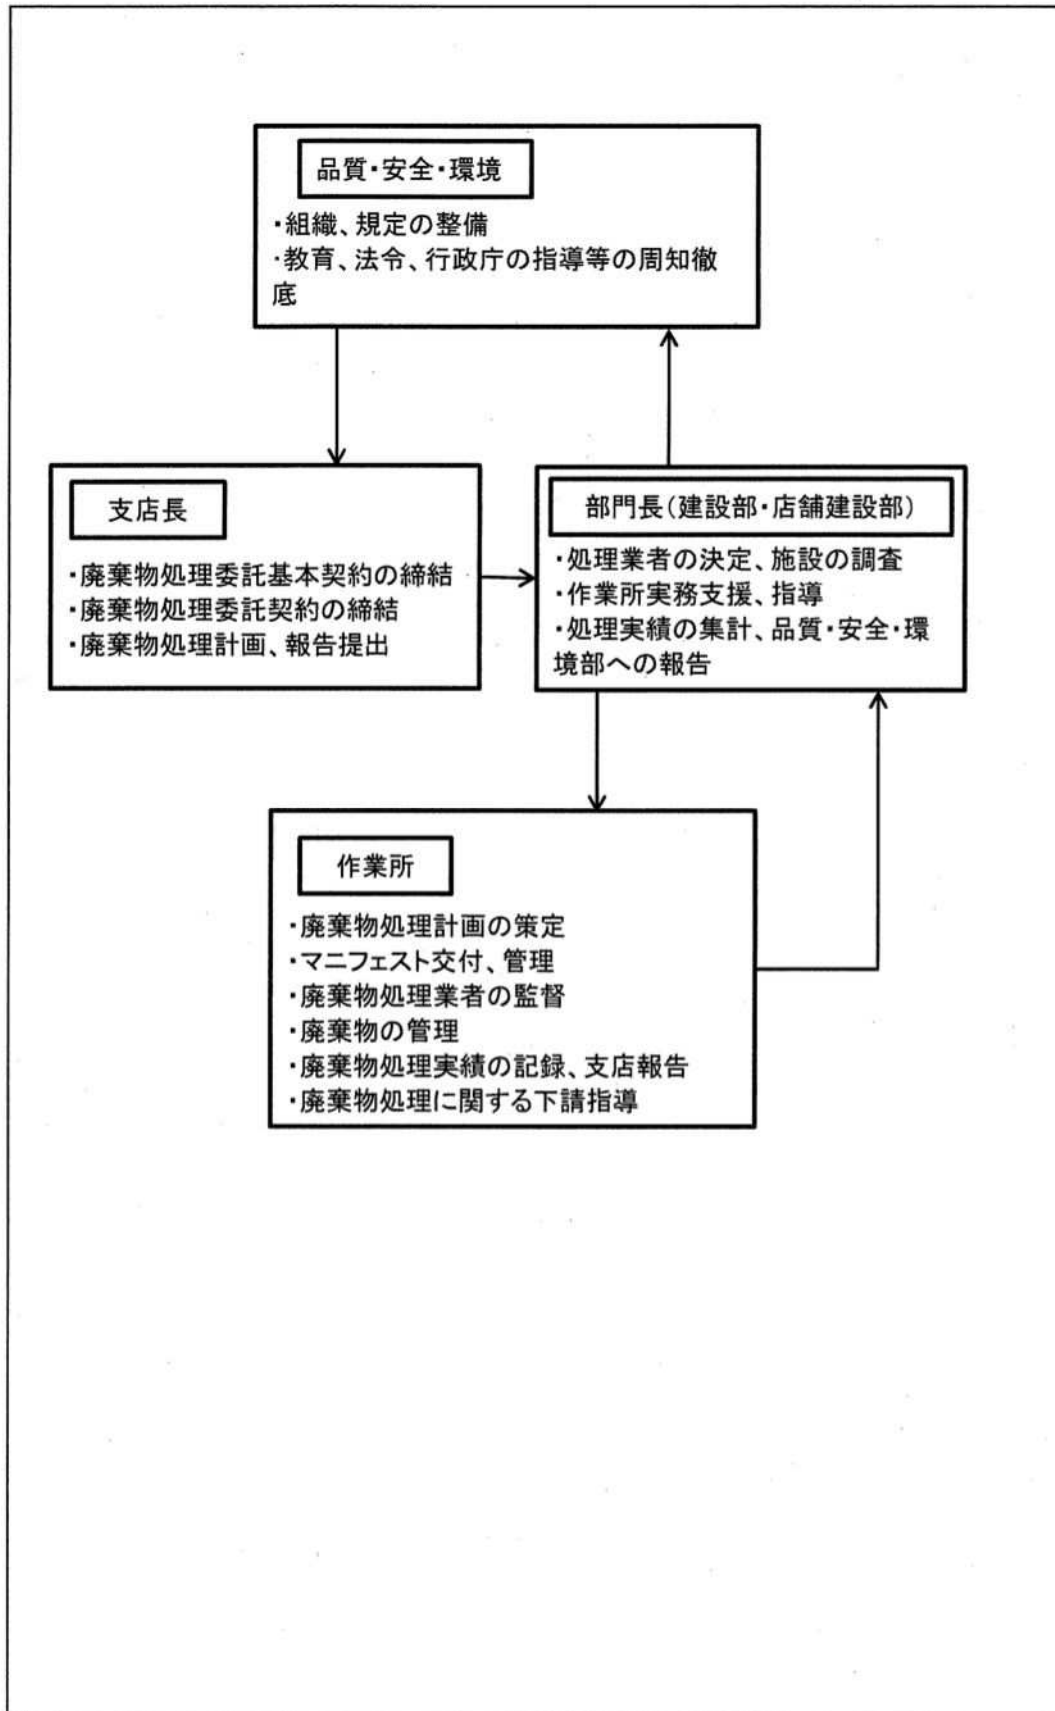 品質・安全・環境
・組織、規定の整備
・教育、法令、行政庁の指導等の周知徹
底
支店長
・廃棄物処理委託基本契約の締結
・廃棄物処理委託契約の締結
・廃棄物処理計画、報告提出
部門長(建設部・店舗建設部)
・処理業者の決定、施設の調査
・作業所実務支援、指導
・処理実績の集計、品質・安全・環
境部への報告
作業所
・廃棄物処理計画の策定
・マニフェスト交付、管理
・廃棄物処理業者の監督
・廃棄物の管理
・廃棄物処理実績の記録、支店報告
・廃棄物処理に関する下請指導